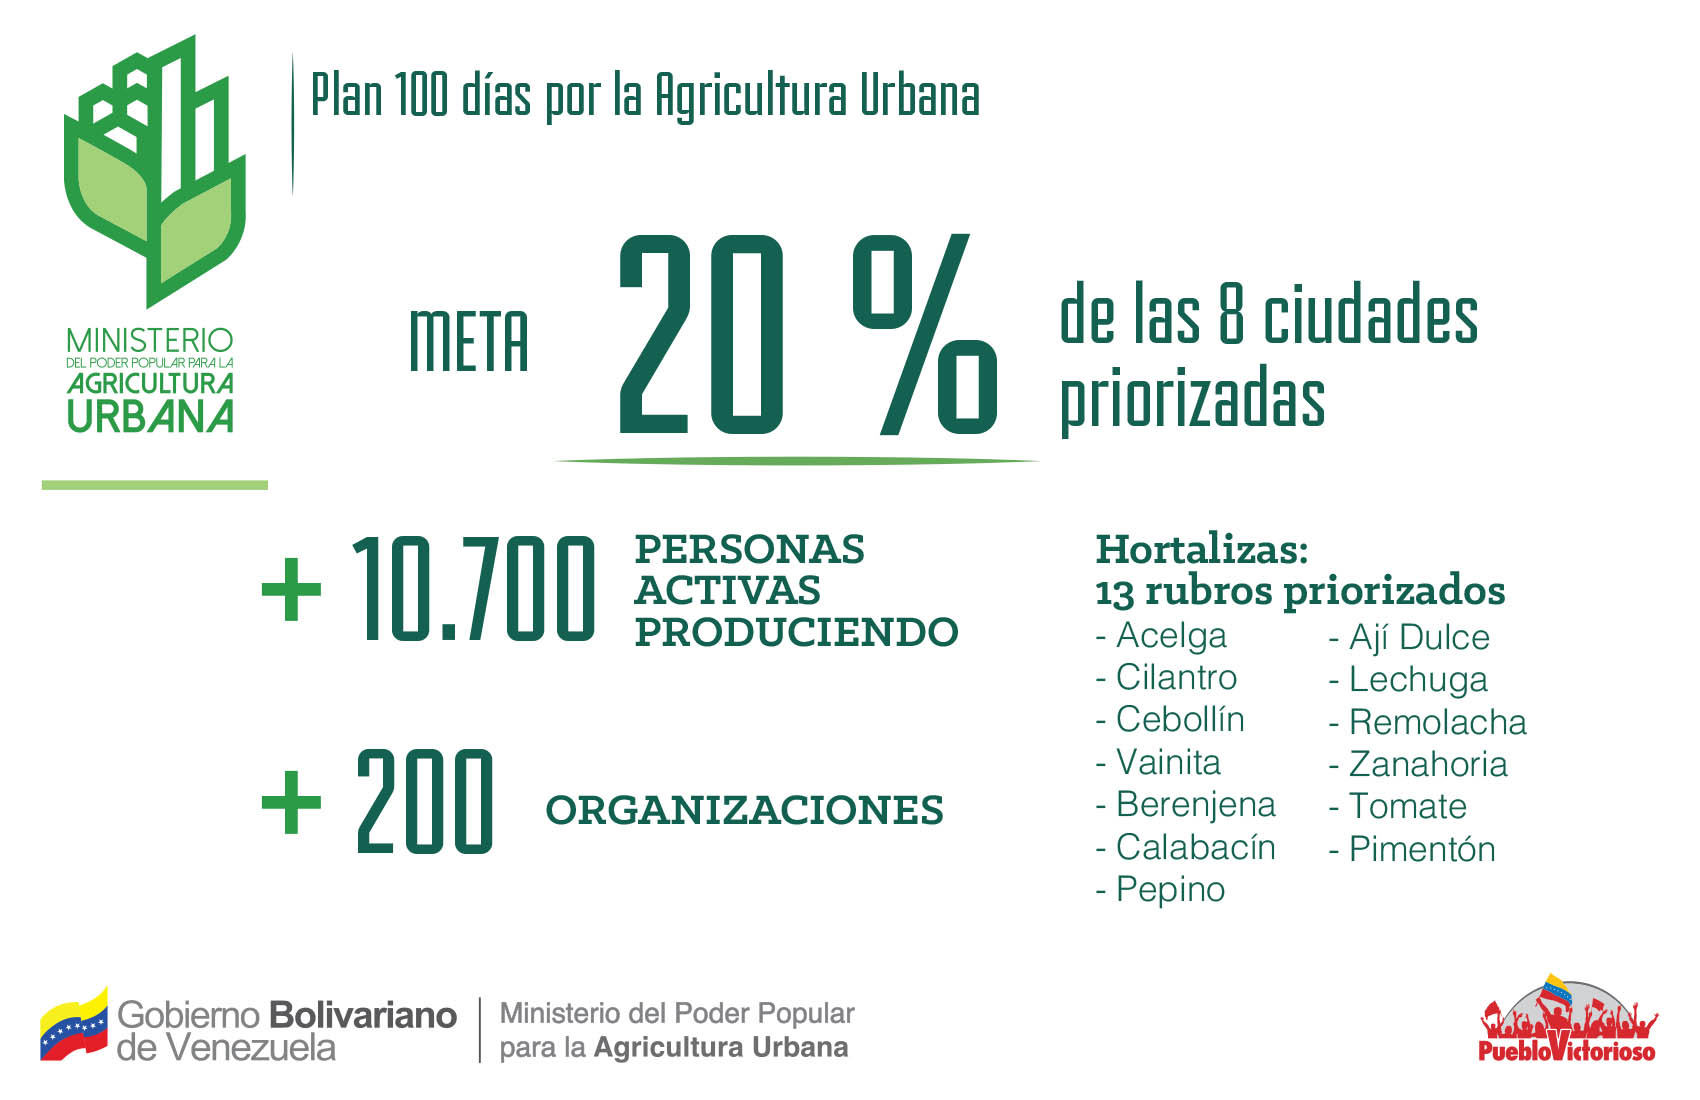 Plan 100 días por la Agricultura Urbana
MINISTERIO
DEL PODER POPULAR PARA LA
AGRICULTURA
URBANA
META
20 %
de las 8 ciudades
priorizadas
+ 10.700
PERSONAS
ACTIVAS
PRODUCIENDO
+ 200
ORGANIZACIONES
Hortalizas:
13 rubros priorizados
- Acelga
- Cilantro
- Cebollín
- Vainita
- Berenjena
- Calabacín
- Pepino
- Ají Dulce
- Lechuga
- Remolacha
- Zanahoria
- Tomate
- Pimentón
Gobierno Bolivariano
de Venezuela
Ministerio del Poder Popular
para la Agricultura Urbana
PuebloVictorioso